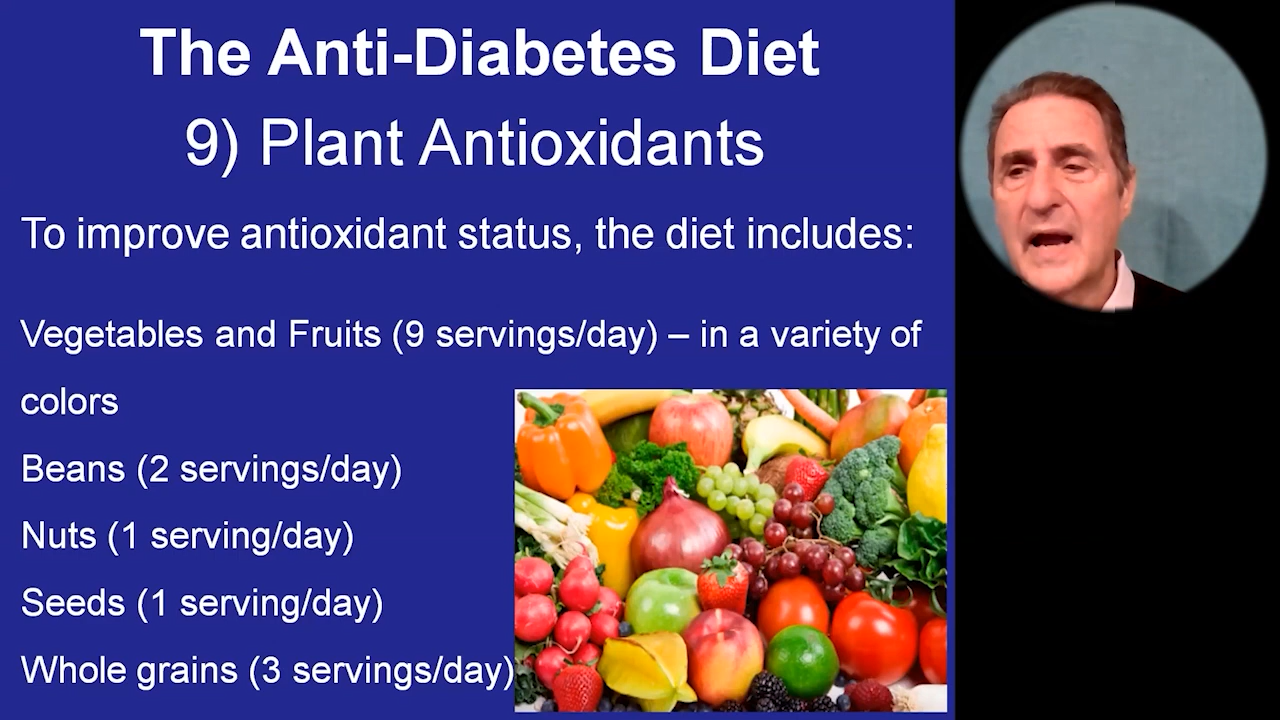 The Anti-Diabetes Diet
9) Plant Antioxidants
To improve antioxidant status, the diet includes:
Vegetables and Fruits (9 servings/day) – in a variety of
colors
Beans (2 servings/day)
Nuts (1 serving/day)
Seeds (1 serving/day)
Whole grains (3 servings/day)